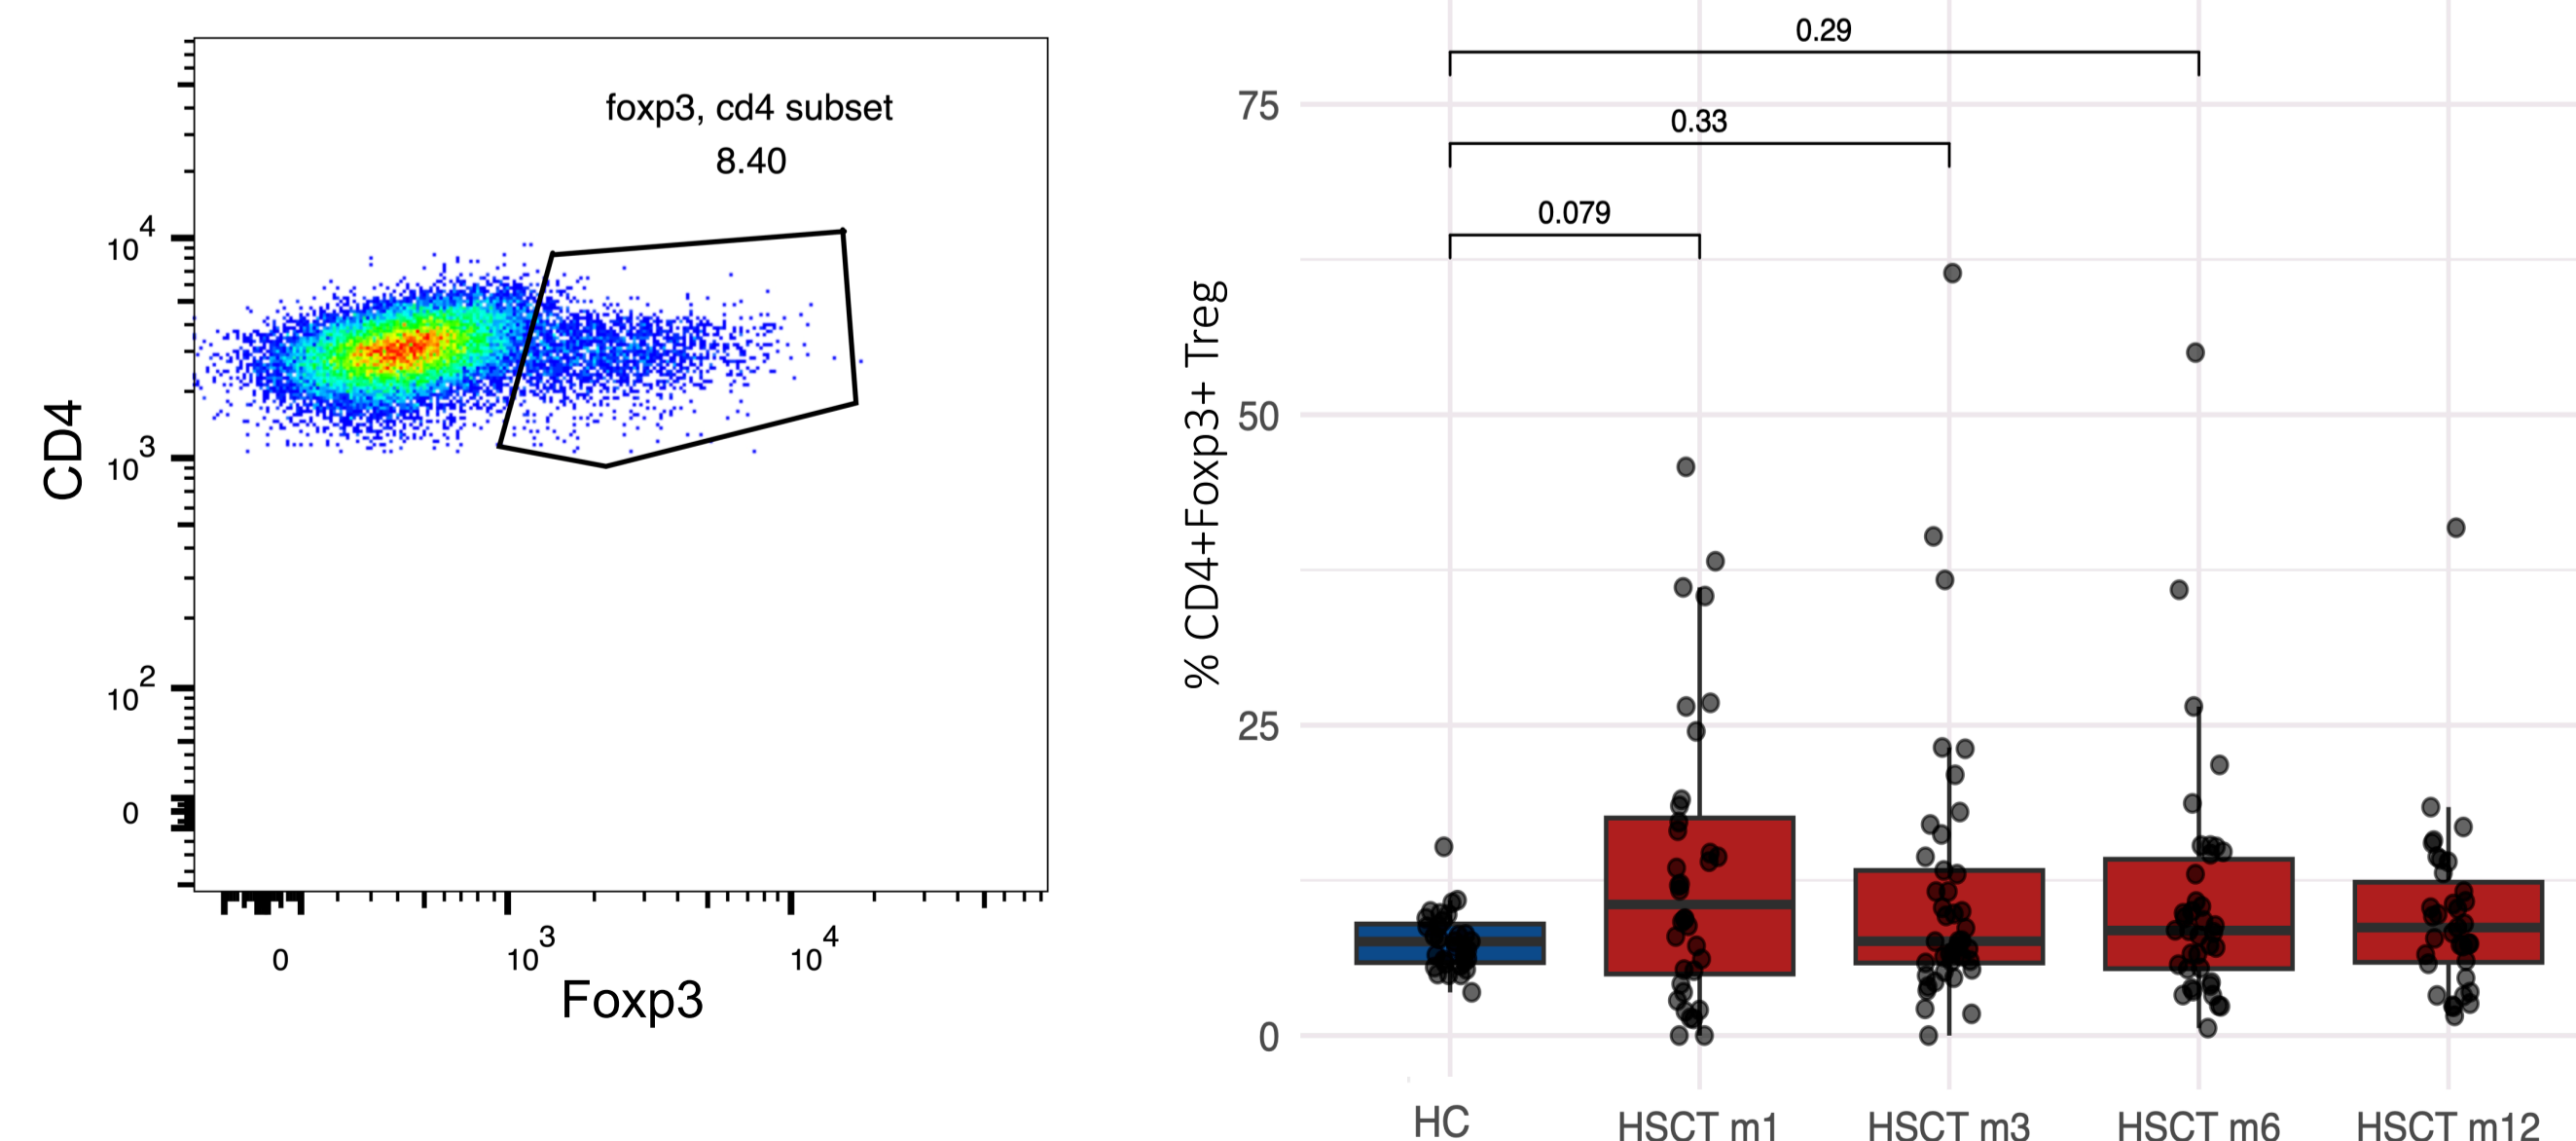 foxp3, cd4 subset
8.40
CD4
10^4
10^3
10^2
0
0
10^3
10^4
Foxp3
0.29
0.33
0.079
% CD4+Foxp3+ Treg
75
50
25
0
HC
HSCT m1
HSCT m3
HSCT m6
HSCT m12